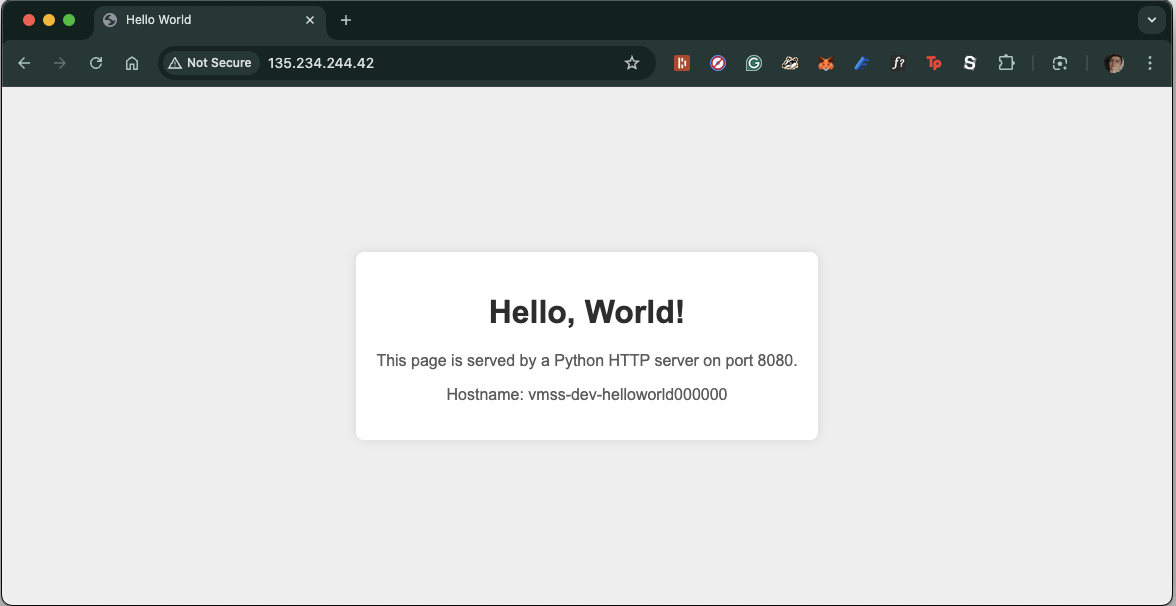 Hello World
Not Secure
135.234.244.42
f?
Tp
S
Hello, World!
This page is served by a Python HTTP server on port 8080.
Hostname: vmss-dev-helloworld000000